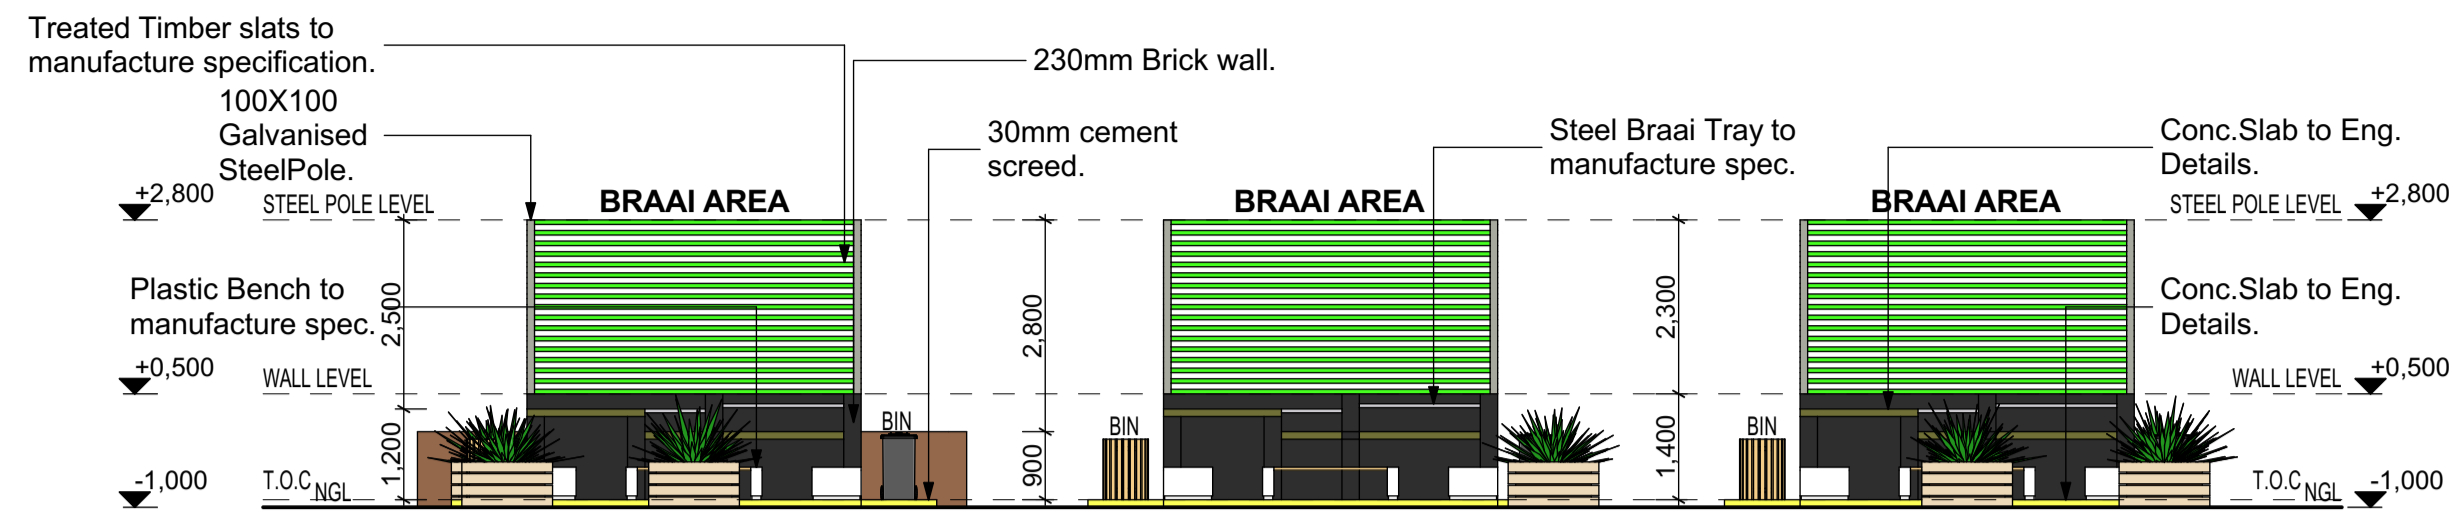 Treated Timber slats to
manufacture specification.
230mm Brick wall.
100X100
Galvanised
SteelPole.
30mm cement
screed.
Steel Braai Tray to
manufacture spec.
Conc.Slab to Eng.
Details.
+2,800
STEEL POLE LEVEL
BRAAI AREA
BRAAI AREA
BRAAI AREA
STEEL POLE LEVEL
+2,800
Plastic Bench to
manufacture spec.
2,500
2,800
2,300
Conc.Slab to Eng.
Details.
+0,500
WALL LEVEL
WALL LEVEL
+0,500
1,200
BIN
900
BIN
1,400
BIN
-1,000
T.O.C
NGL
T.O.C
NGL
-1,000